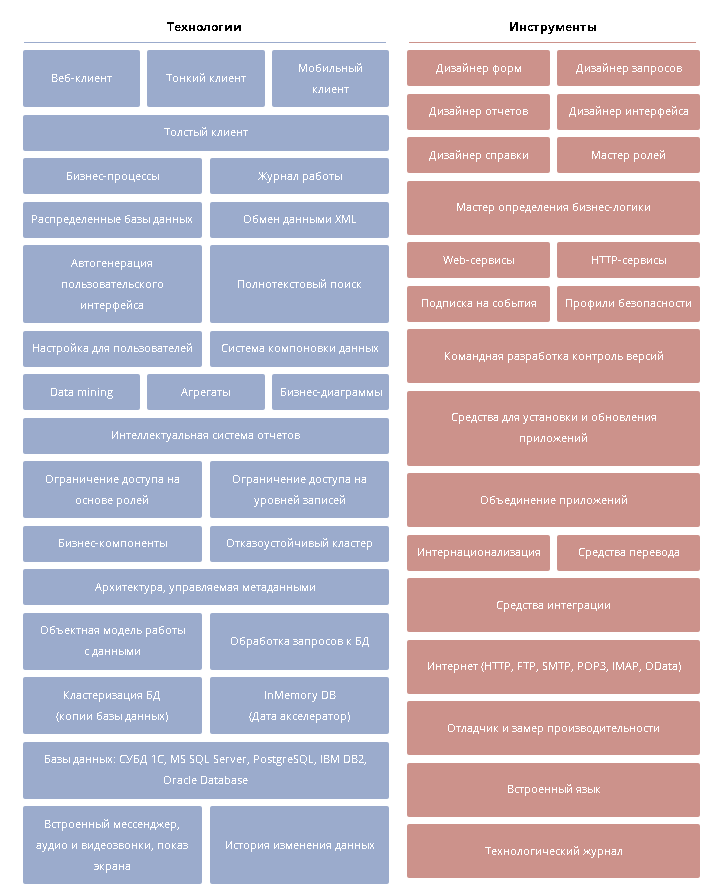 Технологии
Веб-клиент
Тонкий клиент
Мобильный
клиент
Толстый клиент
Бизнес-процессы
Журнал работы
Распределенные базы данных
Обмен данными XML
Автогенерация
пользовательского
интерфейса
Полнотекстовый поиск
Настройка для пользователей
Система компоновки данных
Data mining
Агрегаты
Бизнес-диаграммы
Интеллектуальная система отчетов
Ограничение доступа на
основе ролей
Ограничение доступа на
уровней записей
Бизнес-компоненты
Отказоустойчивый кластер
Архитектура, управляемая метаданными
Объектная модель работы
с данными
Обработка запросов к БД
Кластеризация БД
(копии базы данных)
InMemory DB
(Дата акселератор)
Базы данных: СУБД 1С, MS SQL Server, PostgreSQL, IBM DB2,
Oracle Database
Встроенный мессенджер,
аудио и видеозвонки, показ
экрана
История изменения данных
Инструменты
Дизайнер форм
Дизайнер запросов
Дизайнер отчетов
Дизайнер интерфейса
Дизайнер справки
Мастер ролей
Мастер определения бизнес-логики
Web-сервисы
HTTP-сервисы
Подписка на события
Профили безопасности
Командная разработка контроль версий
Средства для установки и обновления
приложений
Объединение приложений
Интернационализация
Средства перевода
Средства интеграции
Интернет (HTTP, FTP, SMTP, POP3, IMAP, OData)
Отладчик и замер производительности
Встроенный язык
Технологический журнал